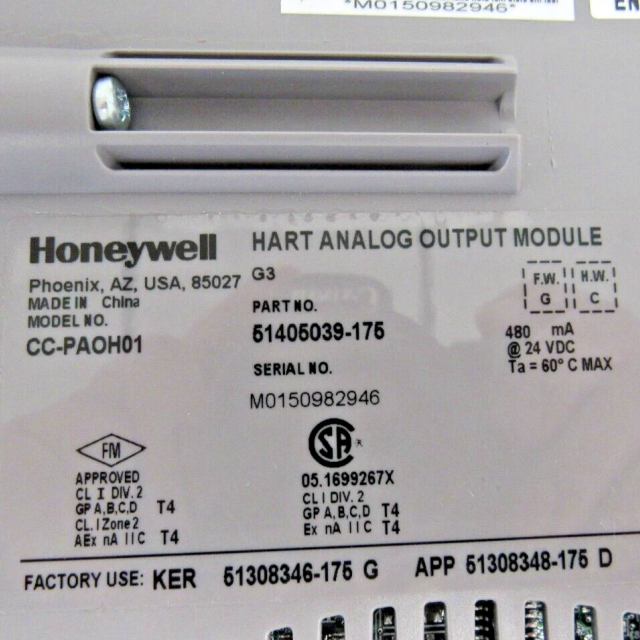 *M0150982946*
EN
Honeywell HART ANALOG OUTPUT MODULE
Phoenix, AZ, USA, 85027 G3
MADE IN China
MODEL NO.
CC-PAOH01
PART NO.
51405039-175
SERIAL NO.
M0150982946
F.W. H.W.
G C
480 mA
@ 24 VDC
Ta = 60° C MAX
FM
APPROVED
CL I DIV. 2
GP A,B,C,D T4
CL I Zone 2
AEx nA IIC T4
SA
05.1699267X
CL I DIV. 2
GP A,B,C,D T4
Ex nA IIC T4
FACTORY USE: KER 51308346-175 G APP 51308348-175 D